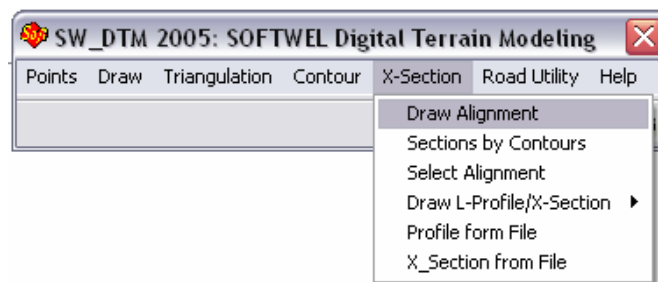 SW_DTM 2005: SOFTWEL Digital Terrain Modeling
Points Draw Triangulation Contour X-Section Road Utility Help
Draw Alignment
Sections by Contours
Select Alignment
Draw L-Profile/X-Section
Profile form File
X_Section from File